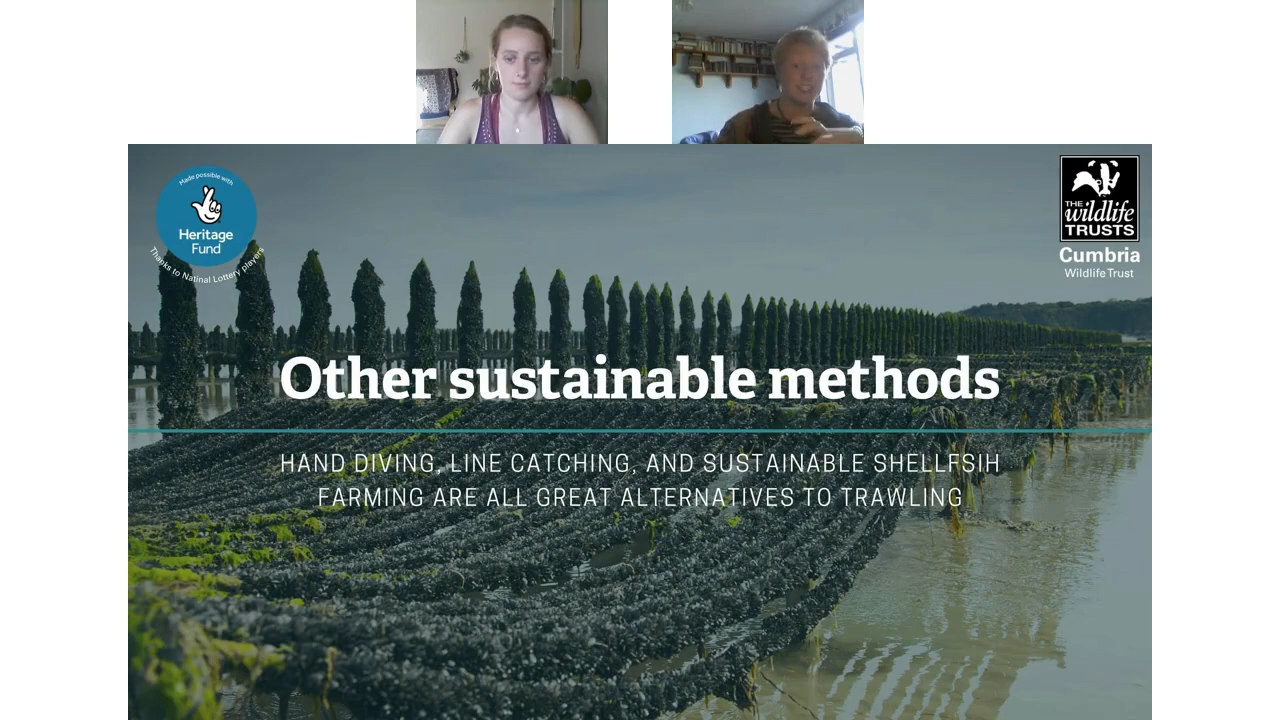 Made possible with
Heritage
Fund
Thanks to Natinal Lottery players
THE
wildlife
TRUSTS
Cumbria
Wildlife Trust
Other sustainable methods
HAND DIVING, LINE CATCHING, AND SUSTAINABLE SHELLFSIH
FARMING ARE ALL GREAT ALTERNATIVES TO TRAWLING